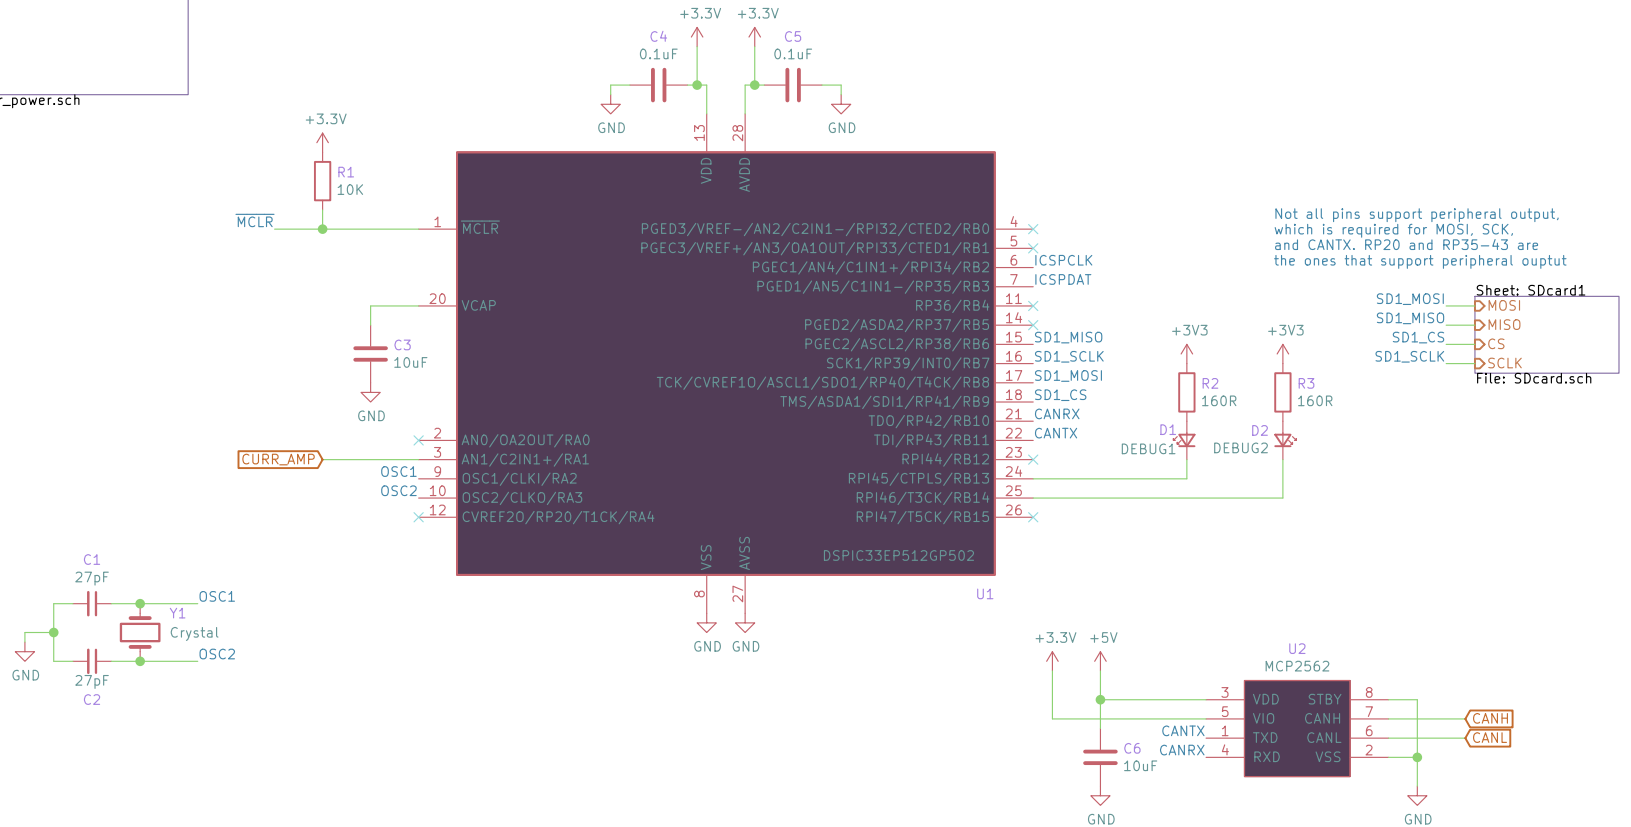 r_power.sch
+3.3V
+3.3V
C4
0.1uF
C5
0.1uF
GND
GND
13
28
VDD
AVDD
+3.3V
R1
10K
MCLR
1
MCLR
20
VCAP
C3
10uF
GND
2
AN0/OA2OUT/RA0
CURR_AMP
3
AN1/C2IN1+/RA1
OSC1
9
OSC1/CLKI/RA2
OSC2
10
OSC2/CLKO/RA3
12
CVREF2O/RP20/T1CK/RA4
PGED3/VREF-/AN2/C2IN1-/RPI32/CTED2/RB0
4
PGEC3/VREF+/AN3/OA1OUT/RPI33/CTED1/RB1
5
PGEC1/AN4/C1IN1+/RPI34/RB2
6
ICSPCLK
PGED1/AN5/C1IN1-/RP35/RB3
7
ICSPDAT
RP36/RB4
11
PGED2/ASDA2/RP37/RB5
14
PGEC2/ASCL2/RP38/RB6
15
SD1_MISO
SCK1/RP39/INT0/RB7
16
SD1_SCLK
TCK/CVREF1O/ASCL1/SDO1/RP40/T4CK/RB8
17
SD1_MOSI
TMS/ASDA1/SDI1/RP41/RB9
18
SD1_CS
TDO/RP42/RB10
21
CANRX
TDI/RP43/RB11
22
CANTX
RPI44/RB12
23
RPI45/CTPLS/RB13
24
RPI46/T3CK/RB14
25
RPI47/T5CK/RB15
26
VSS
AVSS
DSPIC33EP512GP502
8
27
U1
GND
GND
Not all pins support peripheral output,
which is required for MOSI, SCK,
and CANTX. RP20 and RP35-43 are
the ones that support peripheral ouptut
Sheet: SDcard1
SD1_MOSI
MOSI
SD1_MISO
MISO
SD1_CS
CS
SD1_SCLK
SCLK
File: SDcard.sch
+3V3
+3V3
R2
160R
R3
160R
D1
DEBUG1
D2
DEBUG2
C1
27pF
OSC1
Y1
Crystal
OSC2
GND
27pF
C2
+3.3V
+5V
U2
MCP2562
3
VDD
5
VIO
CANTX
1
TXD
CANRX
4
RXD
STBY
8
CANH
7
CANH
CANL
6
CANL
VSS
2
C6
10uF
GND
GND